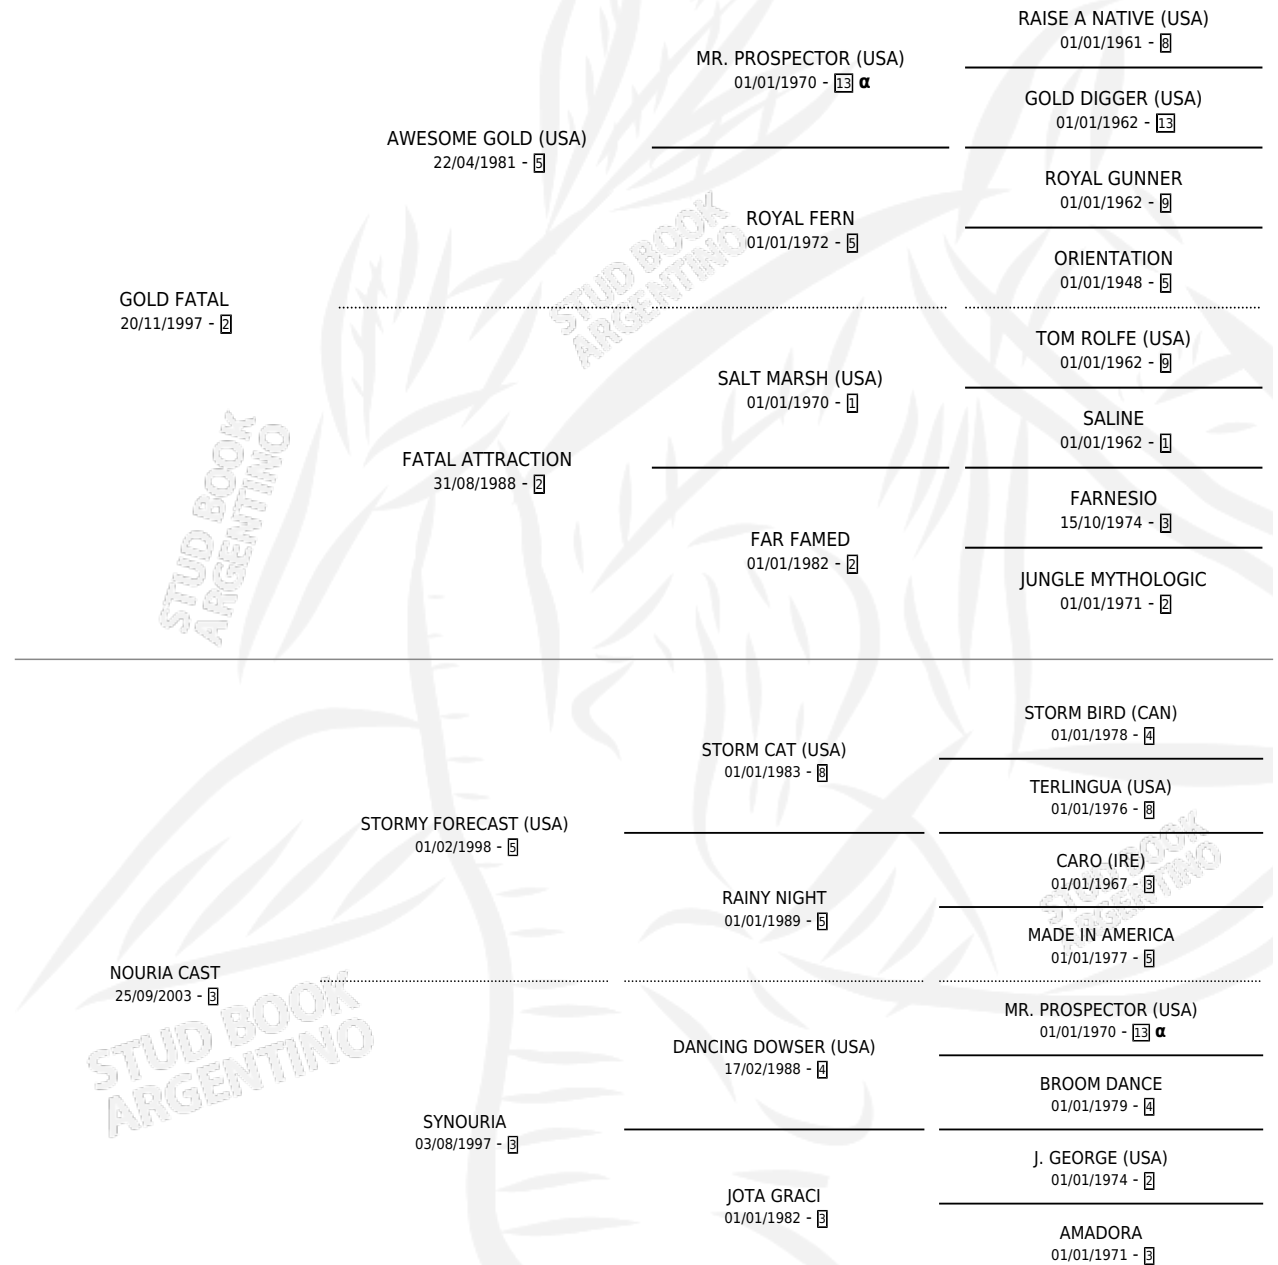 RAISE A NATIVE (USA)
01/01/1961 - 8
MR. PROSPECTOR (USA)
01/01/1970 - 13 α
GOLD DIGGER (USA)
01/01/1962 - 13
AWESOME GOLD (USA)
22/04/1981 - 5
ROYAL GUNNER
01/01/1962 - 9
ROYAL FERN
01/01/1972 - 5
ORIENTATION
01/01/1948 - 5
GOLD FATAL
20/11/1997 - 2
STUD BOOK
ARGENTINO
TOM ROLFE (USA)
01/01/1962 - 9
SALT MARSH (USA)
01/01/1970 - 1
SALINE
01/01/1962 - 1
FATAL ATTRACTION
31/08/1988 - 2
FARNESIO
15/10/1974 - 3
FAR FAMED
01/01/1982 - 2
JUNGLE MYTHOLOGIC
01/01/1971 - 2
STUD BOOK
ARGENTINO
STORM BIRD (CAN)
01/01/1978 - 4
STORM CAT (USA)
01/01/1983 - 8
TERLINGUA (USA)
01/01/1976 - 8
STORMY FORECAST (USA)
01/02/1998 - 5
CARO (IRE)
01/01/1967 - 3
RAINY NIGHT
01/01/1989 - 5
MADE IN AMERICA
01/01/1977 - 5
STUD BOOK
ARGENTINO
NOURIA CAST
25/09/2003 - 3
MR. PROSPECTOR (USA)
01/01/1970 - 13 α
DANCING DOWSER (USA)
17/02/1988 - 4
BROOM DANCE
01/01/1979 - 4
STUD BOOK
ARGENTINO
SYNOURIA
03/08/1997 - 3
J. GEORGE (USA)
01/01/1974 - 2
JOTA GRACI
01/01/1982 - 3
AMADORA
01/01/1971 - 3